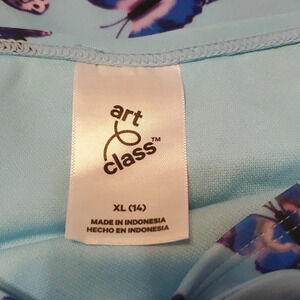 art
class™
XL (14)
MADE IN INDONESIA
HECHO EN INDONESIA